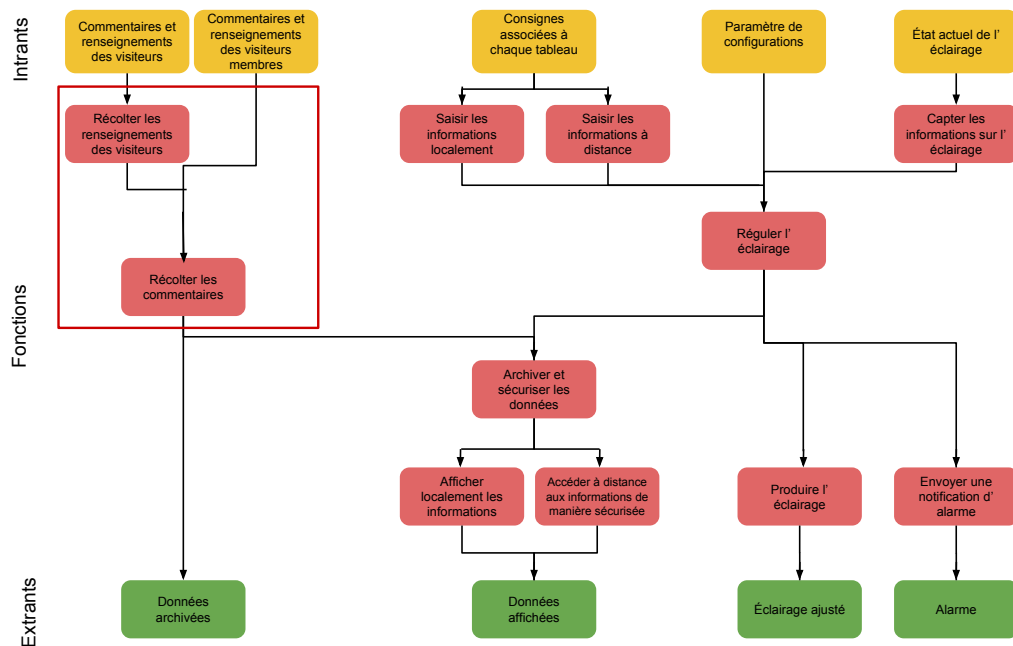 Intrants
Commentaires et
renseignements
des visiteurs
Commentaires et
renseignements
des visiteurs
membres
Consignes
associées à
chaque tableau
Paramètre de
configurations
État actuel de l’
éclairage
Récolter les
renseignements
des visiteurs
Saisir les
informations
localement
Saisir les
informations à
distance
Capter les
informations sur l’
éclairage
Réguler l’
éclairage
Récolter les
commentaires
Fonctions
Archiver et
sécuriser les
données
Afficher
localement les
informations
Accéder à distance
aux informations de
manière sécurisée
Produire l’
éclairage
Envoyer une
notification d’
alarme
Extrants
Données
archivées
Données
affichées
Éclairage ajusté
Alarme